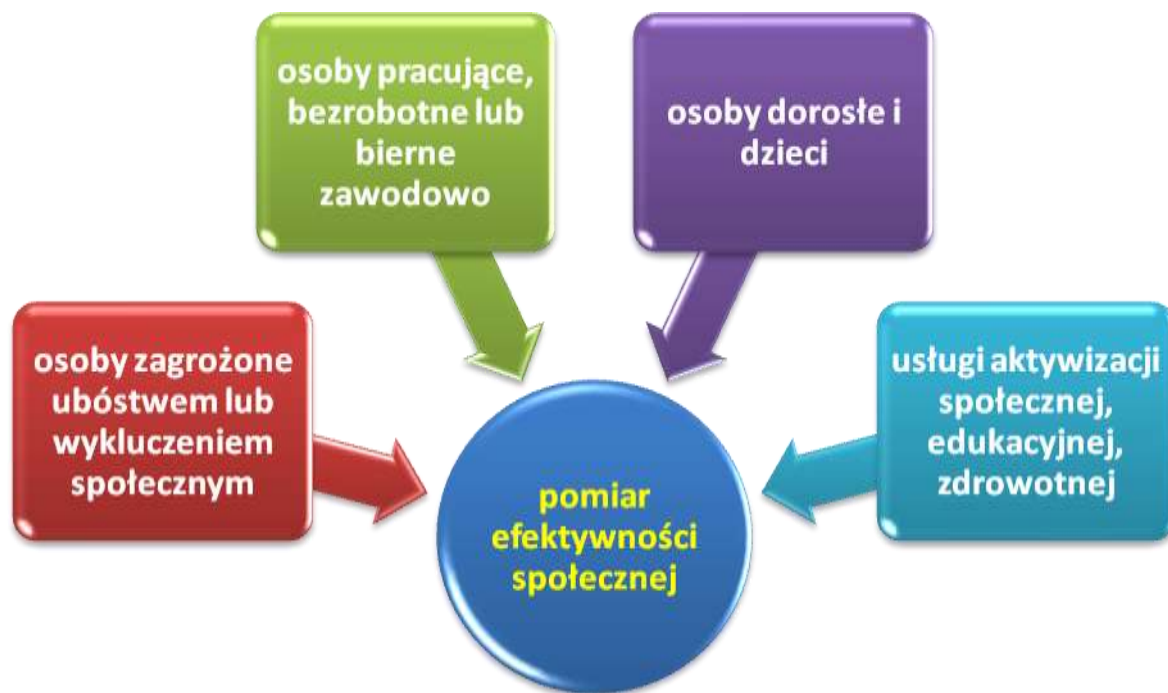 osoby pracujące,
bezrobotne lub
bierne
zawodowo
osoby dorosłe i
dzieci
osoby zagrożone
ubóstwem lub
wykluczeniem
społecznym
usługi aktywizacji
społecznej,
edukacyjnej,
zdrowotnej
pomiar
efektywności
społecznej